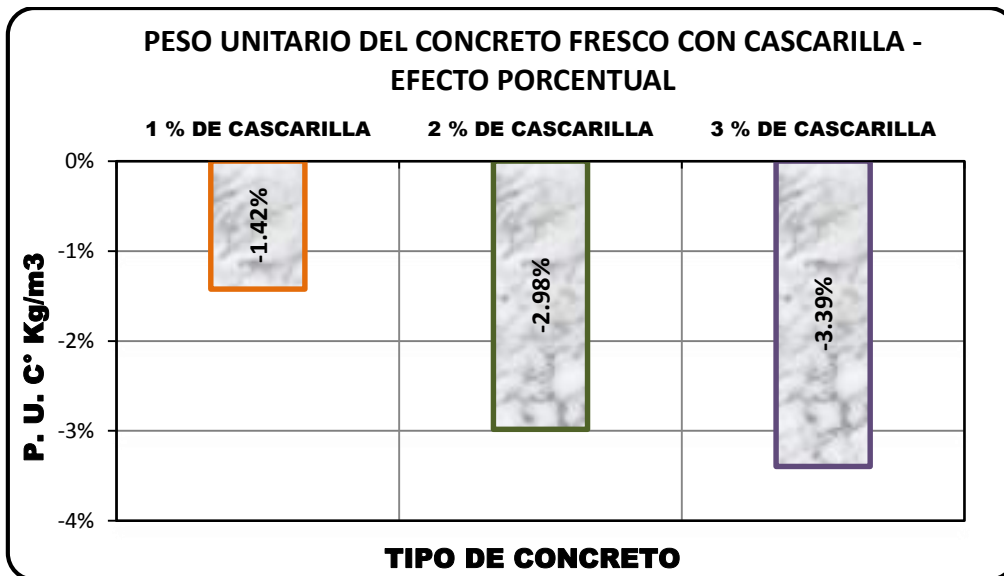 PESO UNITARIO DEL CONCRETO FRESCO CON CASCARILLA -
EFECTO PORCENTUAL
1 % DE CASCARILLA
2 % DE CASCARILLA
3 % DE CASCARILLA
0%
-1%
-2%
-3%
-4%
-1.42%
-2.98%
-3.39%
P. U. C° Kg/m3
TIPO DE CONCRETO